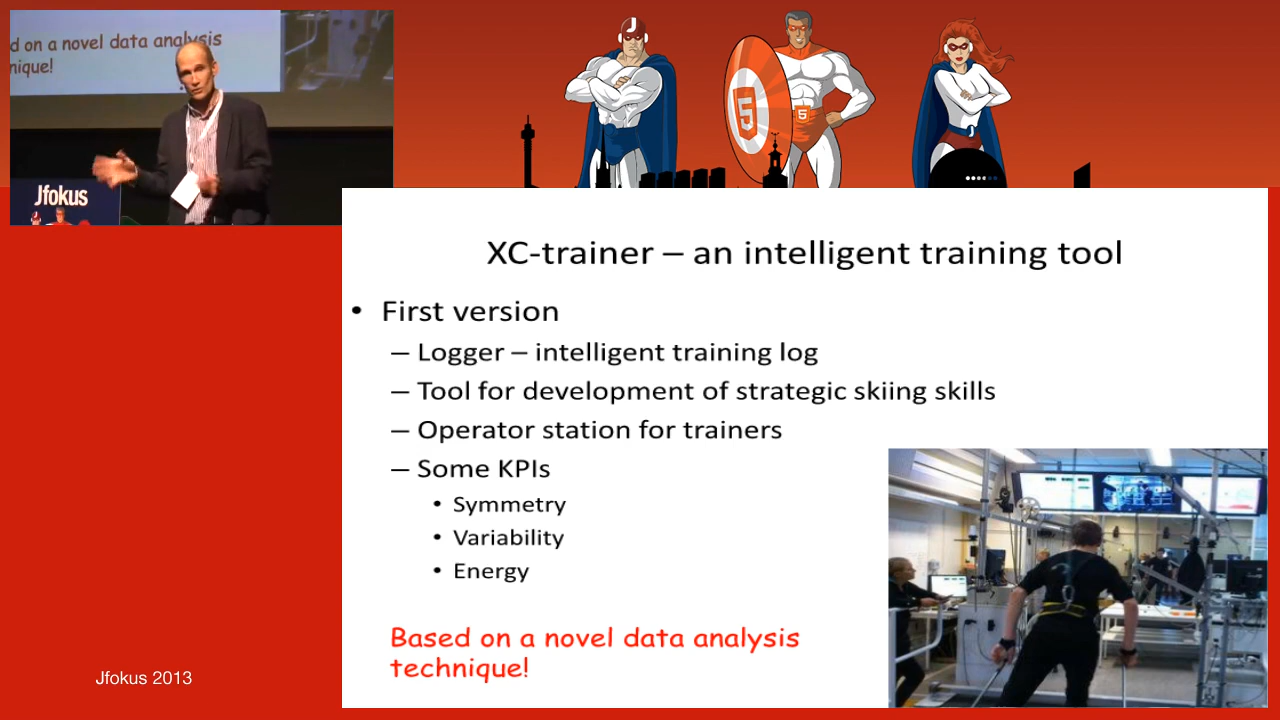 d on a novel data analysis
nique!
Jfokus
J
5
5
XC-trainer – an intelligent training tool
• First version
– Logger – intelligent training log
– Tool for development of strategic skiing skills
– Operator station for trainers
– Some KPIs
• Symmetry
• Variability
• Energy
Based on a novel data analysis
technique!
Jfokus 2013